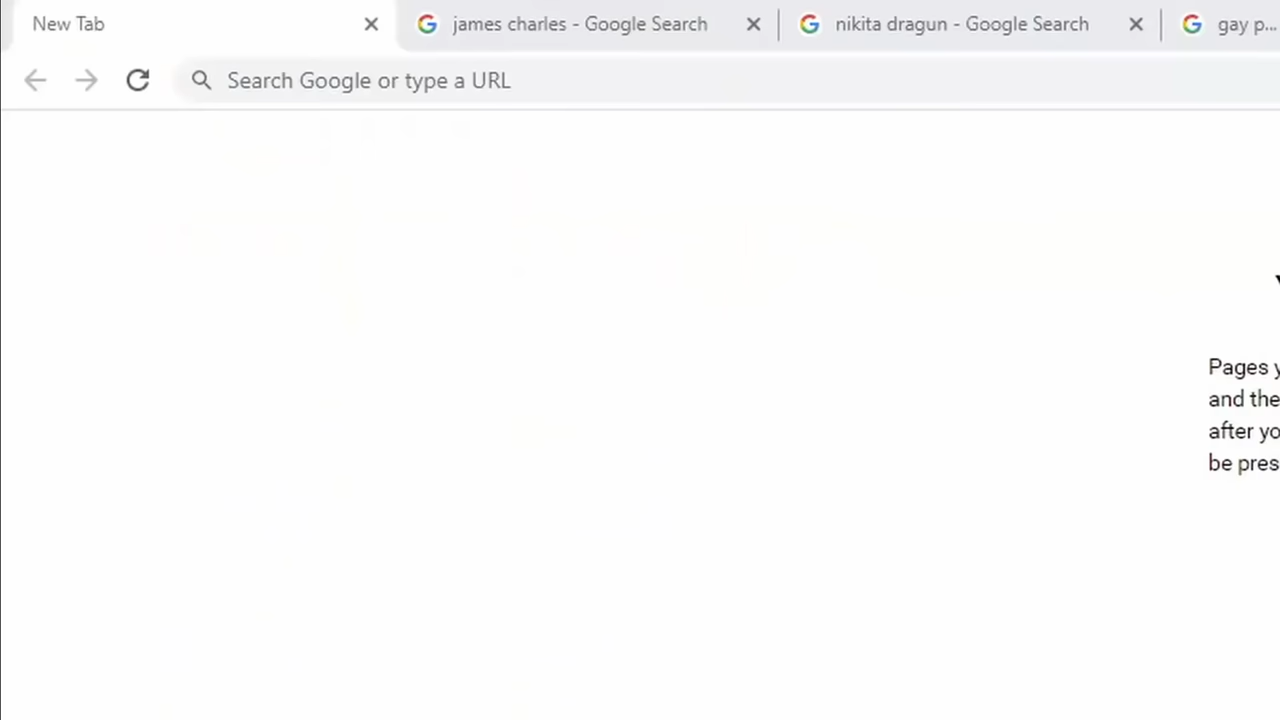 New Tab
james charles - Google Search
nikita dragun - Google Search
gay p...
Search Google or type a URL
Pages
and the
after yo
be pres